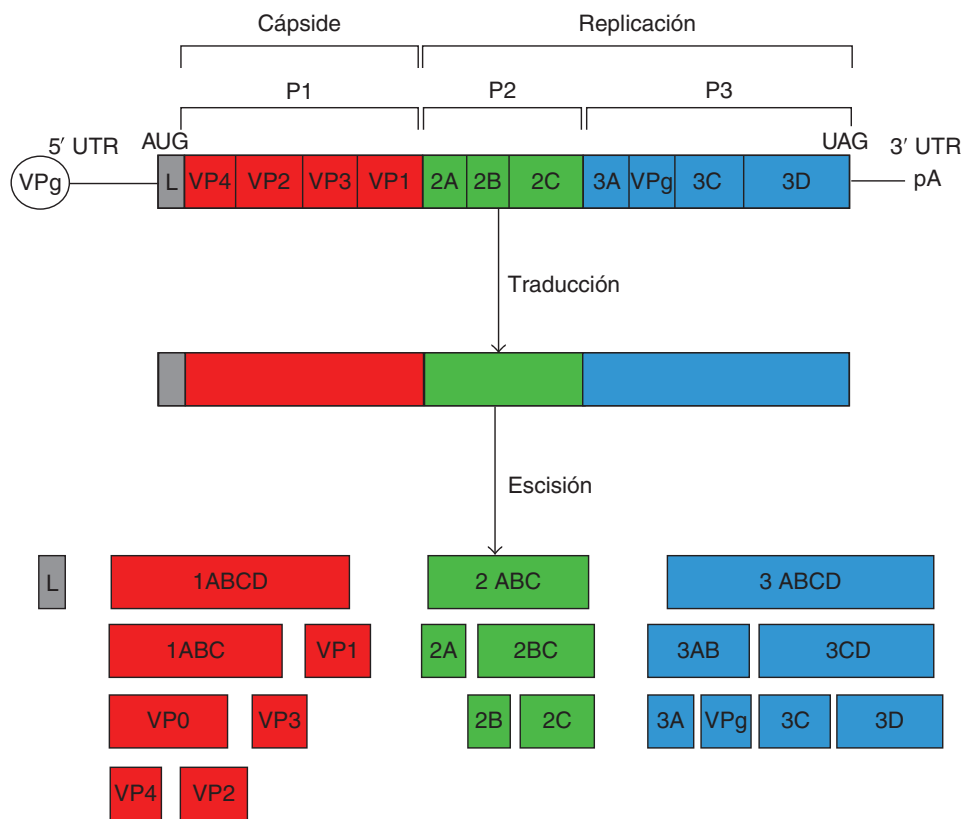 Cápside Replicación
P1 P2 P3
5′ UTR AUG UAG 3′ UTR
VPg L VP4 VP2 VP3 VP1 2A 2B 2C 3A VPg 3C 3D pA
Traducción
Escisión
L 1ABCD 2 ABC 3 ABCD
1ABC VP1 2A 2BC 3AB 3CD
VP0 VP3 2B 2C 3A VPg 3C 3D
VP4 VP2